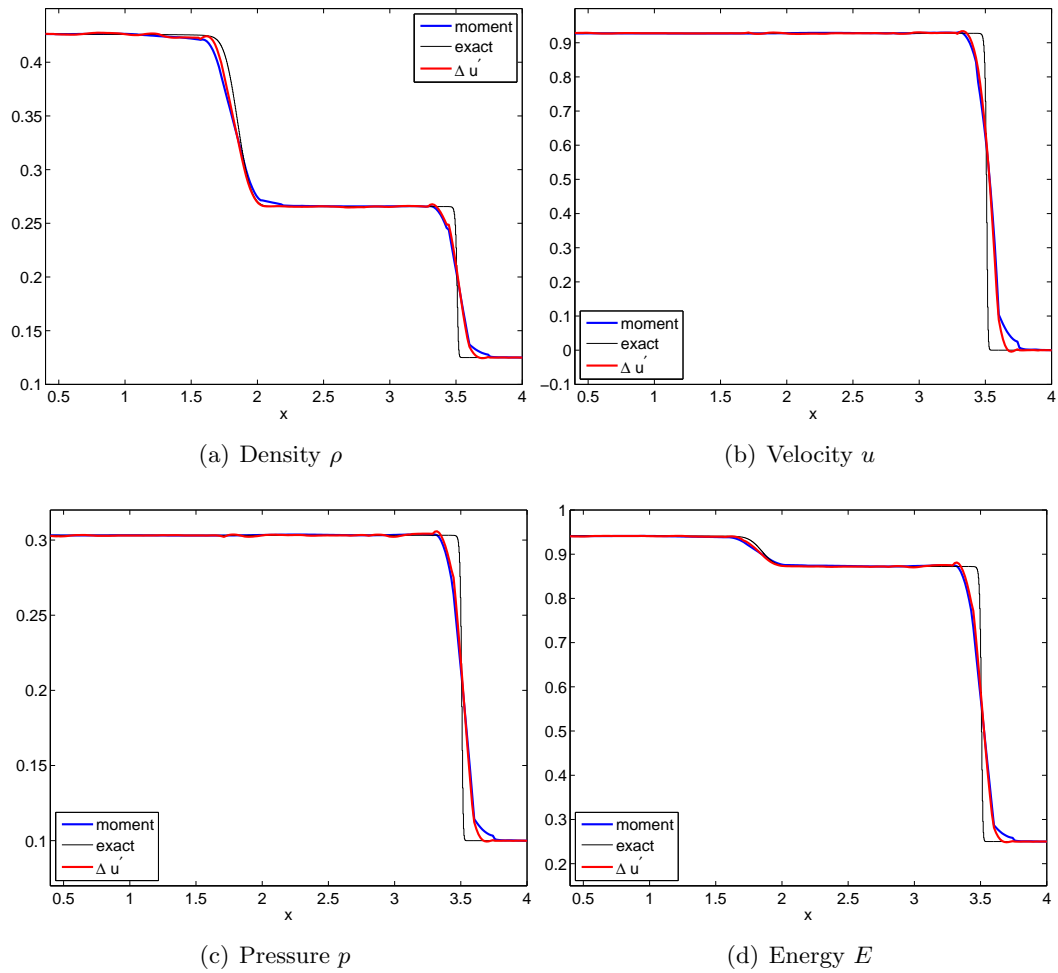 0.4
0.35
0.3
0.25
0.2
0.15
0.1
0.5 1 1.5 2 2.5 3 3.5 4
x
moment
exact
Δ u′
(a) Density ρ
0.9
0.8
0.7
0.6
0.5
0.4
0.3
0.2
0.1
0
−0.1
0.5 1 1.5 2 2.5 3 3.5 4
x
moment
exact
Δ u′
(b) Velocity u
0.3
0.25
0.2
0.15
0.1
0.5 1 1.5 2 2.5 3 3.5 4
x
moment
exact
Δ u′
(c) Pressure p
1
0.9
0.8
0.7
0.6
0.5
0.4
0.3
0.2
0.5 1 1.5 2 2.5 3 3.5 4
x
moment
exact
Δ u′
(d) Energy E